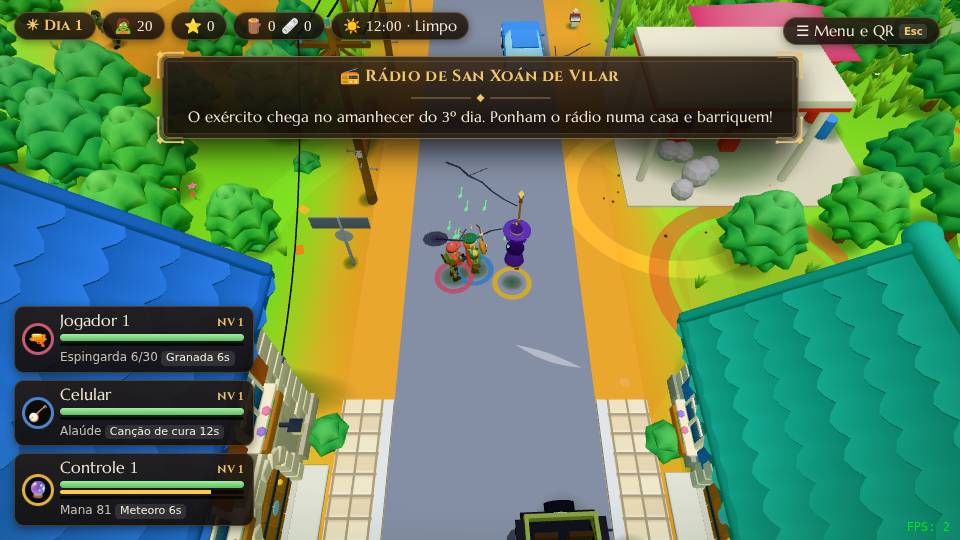 DIA 1
20
0
0
0
12:00 · Limpo
☰ Menu e QR Esc
RÁDIO DE SAN XOÁN DE VILAR
O exército chega no amanhecer do 3º dia. Ponham o rádio numa casa e barriquem!
Jogador 1 NV 1
Espingarda 6/30 Granada 6s
Celular NV 1
Alaúde Canção de cura 12s
Controle 1 NV 1
Mana 81 Meteoro 6s
FPS: 2